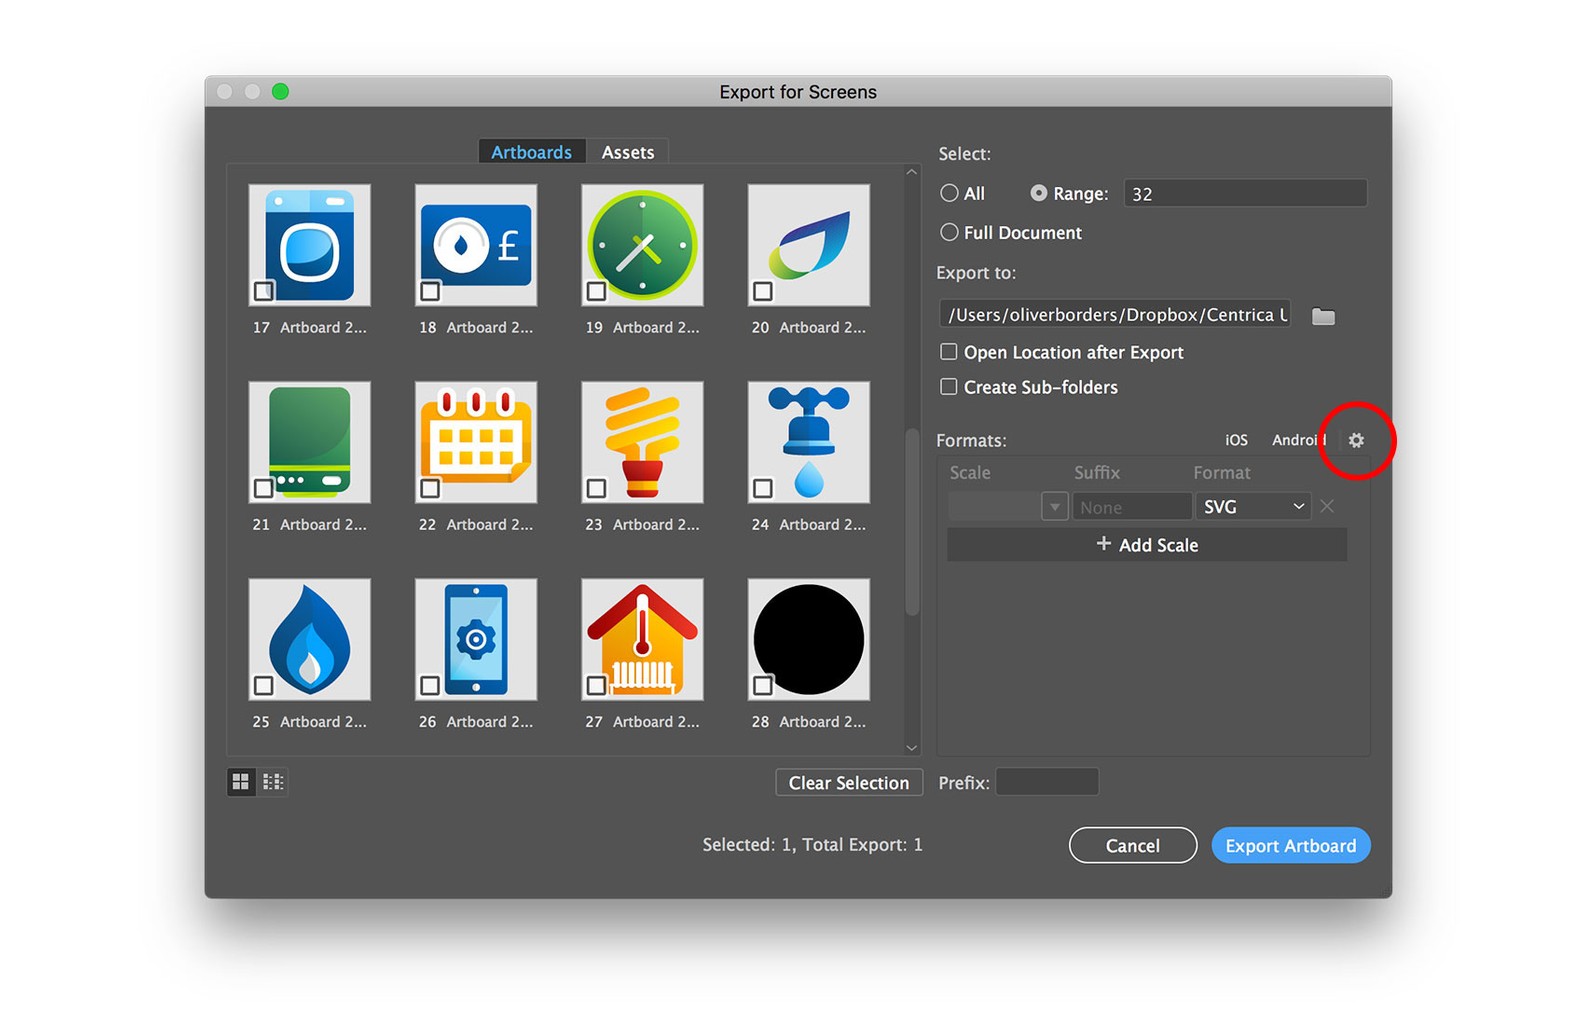 Export for Screens
Artboards Assets
17 Artboard 2...
£
18 Artboard 2...
19 Artboard 2...
20 Artboard 2...
21 Artboard 2...
22 Artboard 2...
23 Artboard 2...
24 Artboard 2...
25 Artboard 2...
26 Artboard 2...
27 Artboard 2...
28 Artboard 2...
Clear Selection
Selected: 1, Total Export: 1
Select:
All Range: 32
Full Document
Export to:
/Users/oliverborders/Dropbox/Centrica U
Open Location after Export
Create Sub-folders
Formats: iOS Android
Scale Suffix Format
None SVG
+ Add Scale
Prefix:
Cancel Export Artboard